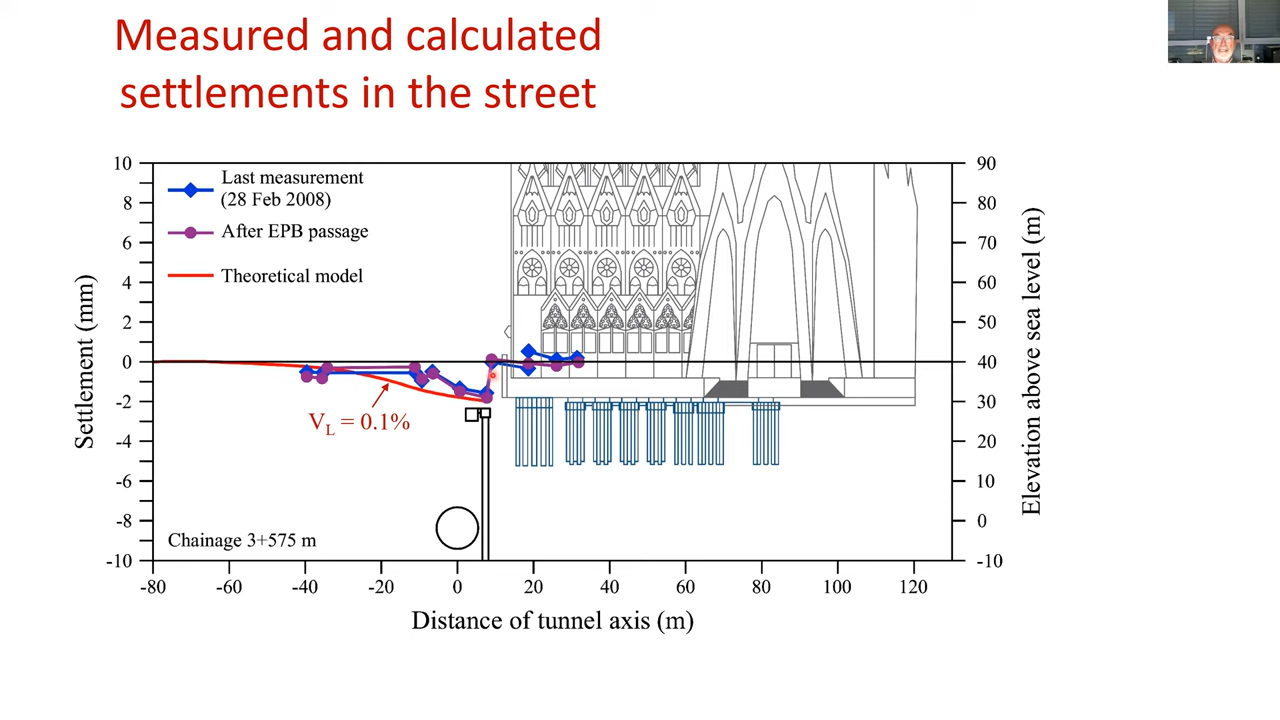 Measured and calculated
settlements in the street
Last measurement
(28 Feb 2008)
After EPB passage
Theoretical model
V_L = 0.1%
Chainage 3+575 m
Settlement (mm)
10
8
6
4
2
0
-2
-4
-6
-8
-10
90
80
70
60
50
40
30
20
10
0
-10
Elevation above sea level (m)
-80 -60 -40 -20 0 20 40 60 80 100 120
Distance of tunnel axis (m)